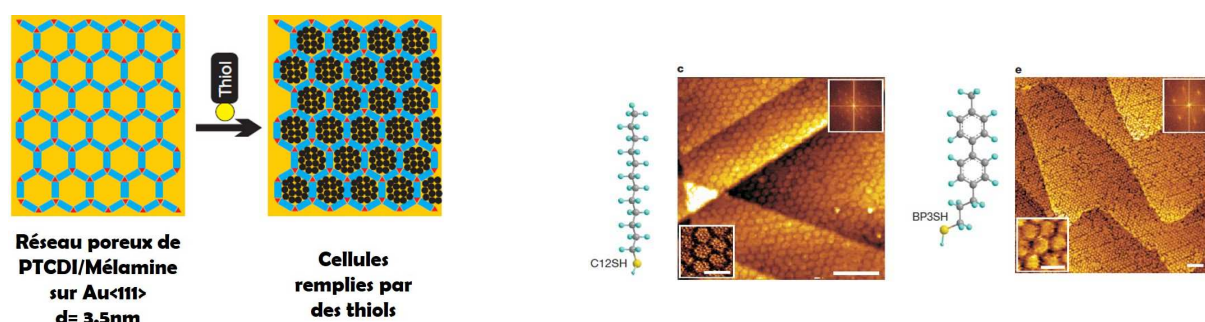 Thiol
Réseau poreux de
PTCDI/Mélamine
sur Au<111>
d= 3.5nm
Cellules
remplies par
des thiols
C12SH
c
BP3SH
e